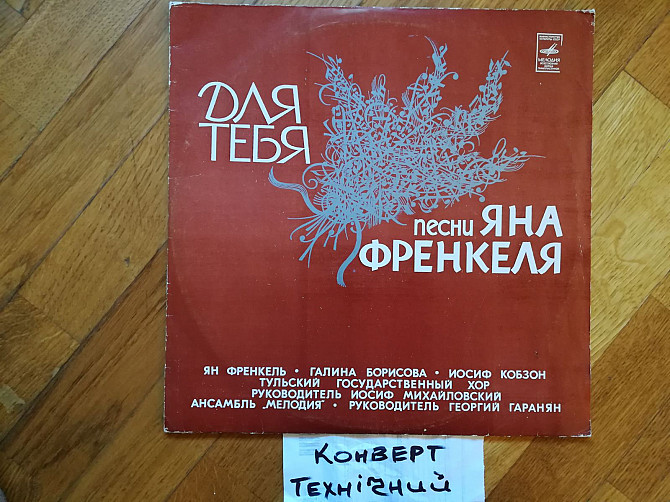 ДЛЯ
ТЕБЯ
МЕЛОДИЯ
песни ЯНА
ФРЕНКЕЛЯ
ЯН ФРЕНКЕЛЬ • ГАЛИНА БОРИСОВА • ИОСИФ КОБЗОН
ТУЛЬСКИЙ ГОСУДАРСТВЕННЫЙ ХОР
РУКОВОДИТЕЛЬ ИОСИФ МИХАЙЛОВСКИЙ
АНСАМБЛЬ „МЕЛОДИЯ" • РУКОВОДИТЕЛЬ ГЕОРГИЙ ГАРАНЯН
КОНВЕРТ
ТЕХНІЧНИЙ